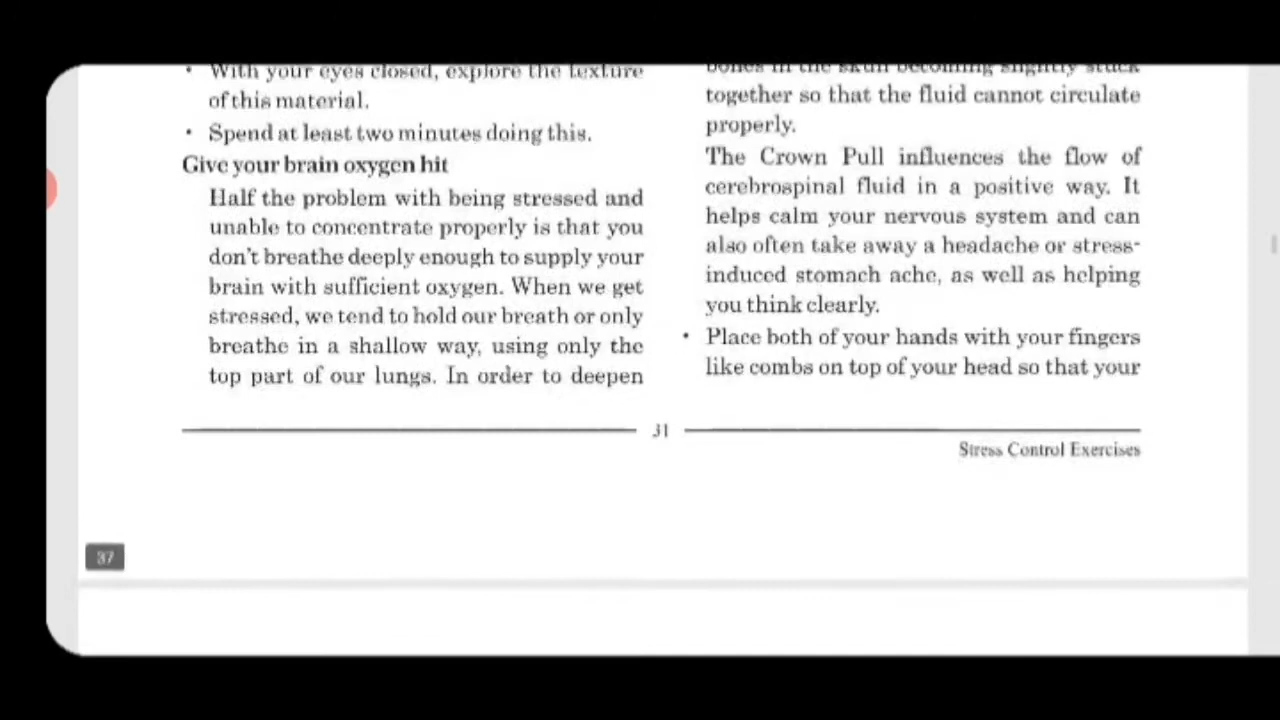 • With your eyes closed, explore the texture
of this material.
• Spend at least two minutes doing this.
Give your brain oxygen hit
Half the problem with being stressed and
unable to concentrate properly is that you
don't breathe deeply enough to supply your
brain with sufficient oxygen. When we get
stressed, we tend to hold our breath or only
breathe in a shallow way, using only the
top part of our lungs. In order to deepen
bones in the skull becoming slightly stuck
together so that the fluid cannot circulate
properly.
The Crown Pull influences the flow of
cerebrospinal fluid in a positive way. It
helps calm your nervous system and can
also often take away a headache or stress-
induced stomach ache, as well as helping
you think clearly.
• Place both of your hands with your fingers
like combs on top of your head so that your
31
Stress Control Exercises
37